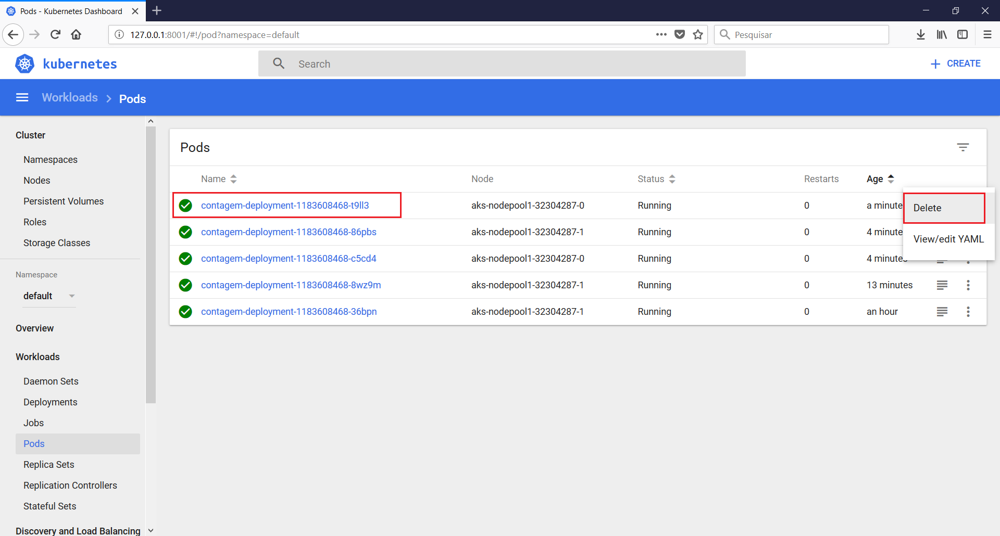 Pods - Kubernetes Dashboard
127.0.0.1:8001/#!/pod?namespace=default
Pesquisar
kubernetes
Search
CREATE
Workloads > Pods
Cluster
Namespaces
Nodes
Persistent Volumes
Roles
Storage Classes
Namespace
default
Overview
Workloads
Daemon Sets
Deployments
Jobs
Pods
Replica Sets
Replication Controllers
Stateful Sets
Discovery and Load Balancing
Pods
Name Node Status Restarts Age
contagem-deployment-1183608468-t9ll3 aks-nodepool1-32304287-0 Running 0 a minute
contagem-deployment-1183608468-86pbs aks-nodepool1-32304287-1 Running 0 4 minute
contagem-deployment-1183608468-c5cd4 aks-nodepool1-32304287-0 Running 0 4 minutes
contagem-deployment-1183608468-8wz9m aks-nodepool1-32304287-1 Running 0 13 minutes
contagem-deployment-1183608468-36bpn aks-nodepool1-32304287-1 Running 0 an hour
Delete
View/edit YAML